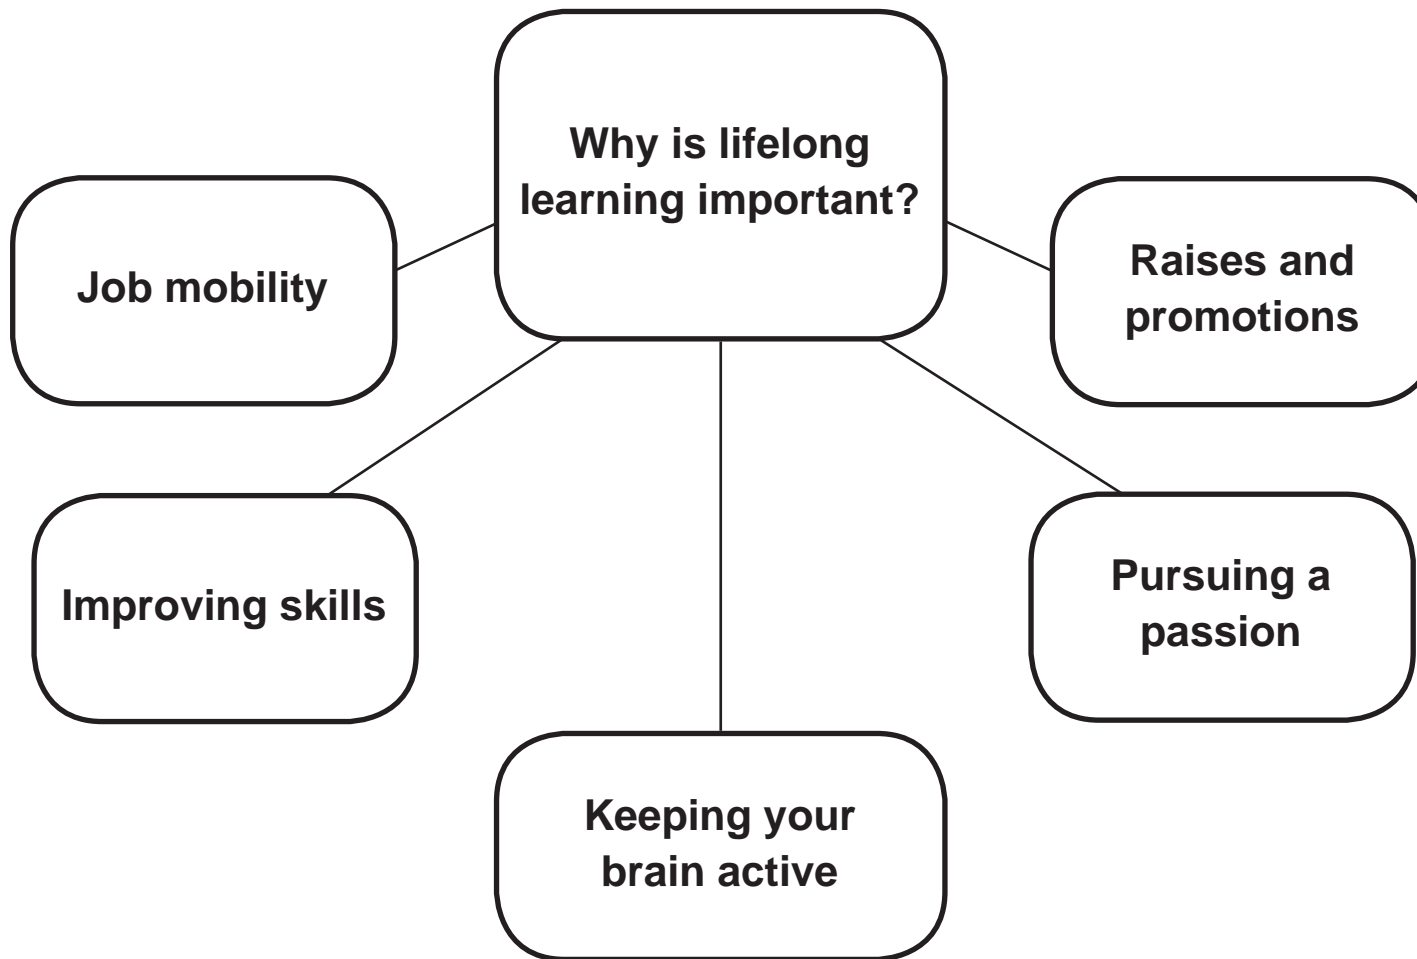 Why is lifelong
learning important?
Job mobility
Raises and
promotions
Improving skills
Pursuing a
passion
Keeping your
brain active